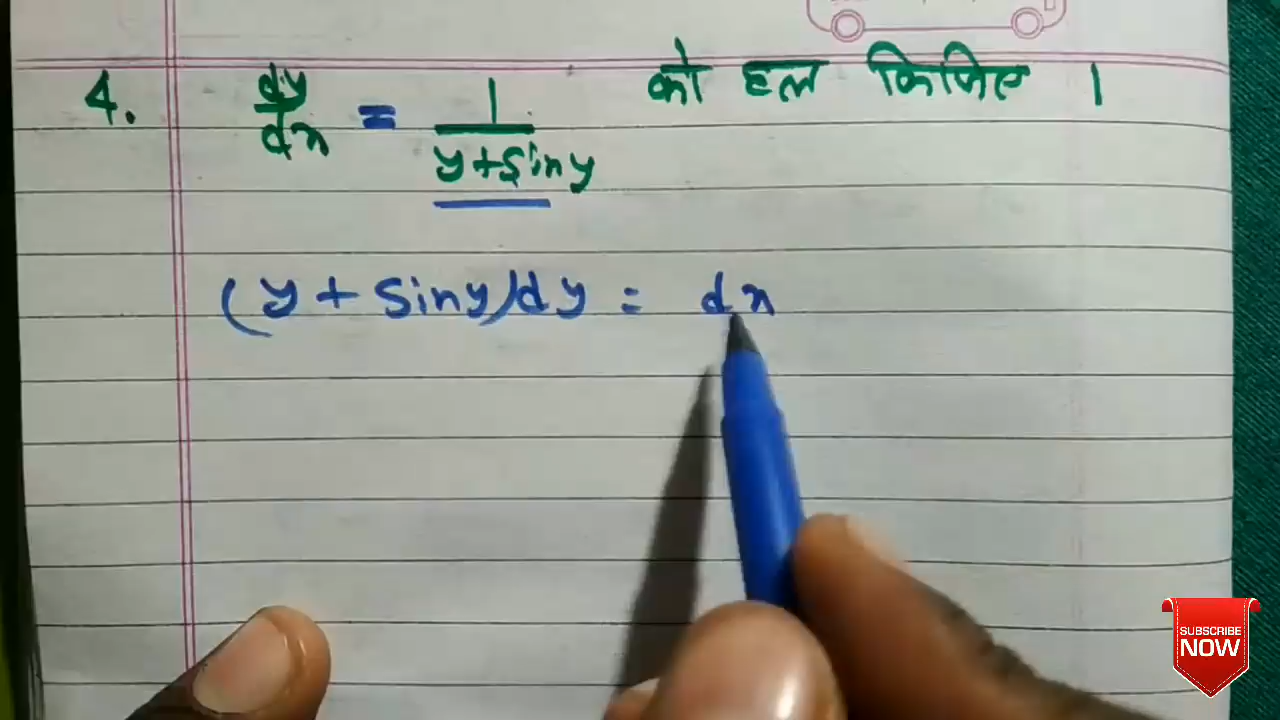 4. dy/dx = 1/(y+siny) को हल किजिए ।
(y + siny)dy = dx
SUBSCRIBE
NOW